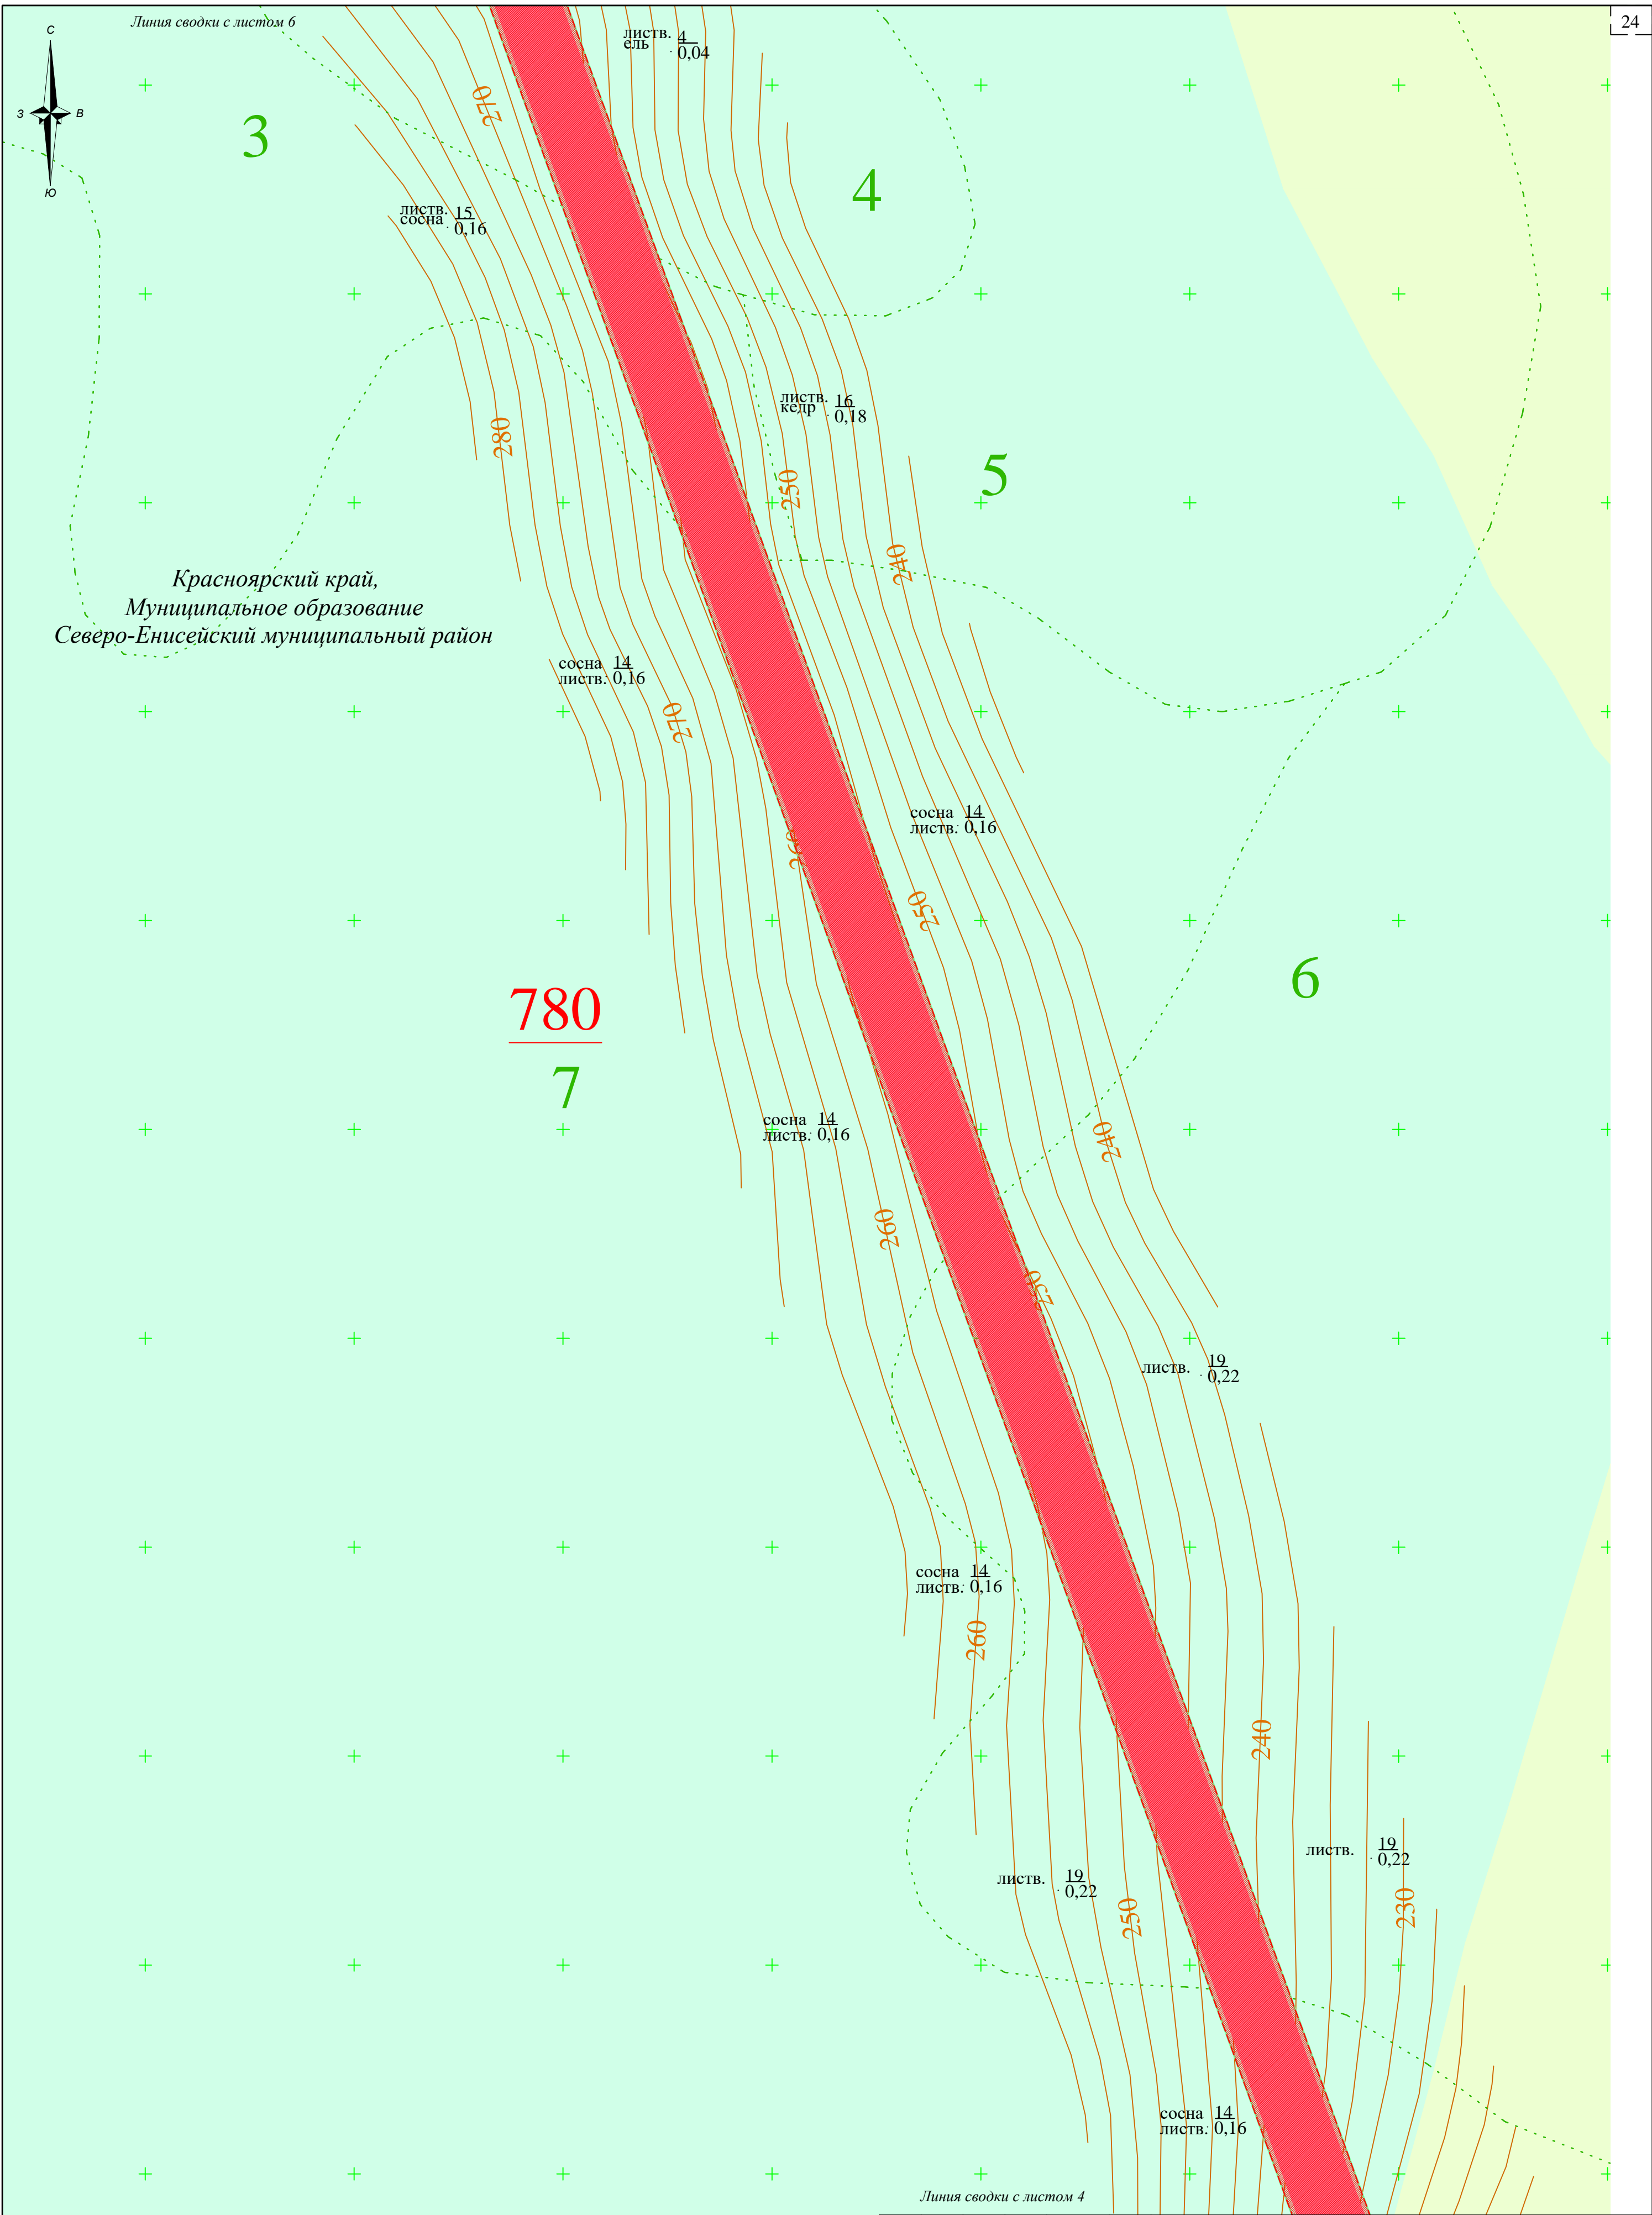 Линия сводки с листом 6
24
С
З
В
Ю
листв. 4
ель 0,04
270
3
4
листв. 15
сосна 0,16
листв. 16
кедр 0,18
280
250
5
240
Красноярский край,
Муниципальное образование
Северо-Енисейский муниципальный район
сосна 14
листв. 0,16
270
сосна 14
листв. 0,16
260
250
6
780
7
сосна 14
листв. 0,16
240
260
250
листв. 19
0,22
сосна 14
листв. 0,16
260
240
листв. 19
0,22
листв. 19
0,22
250
230
сосна 14
листв. 0,16
Линия сводки с листом 4